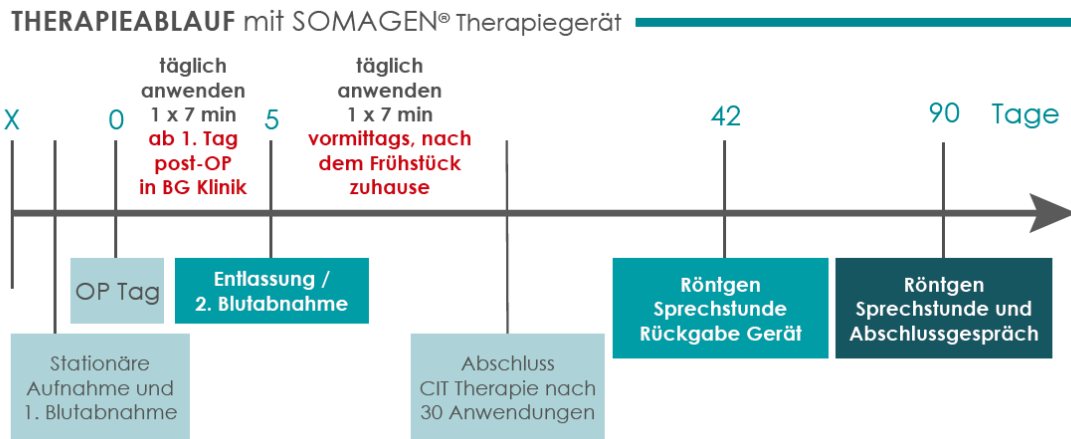 THERAPIEABLAUF mit SOMAGEN® Therapiegerät
täglich
anwenden
1 x 7 min
ab 1. Tag
post-OP
in BG Klinik
täglich
anwenden
1 x 7 min
vormittags, nach
dem Frühstück
zuhause
X 0 5 42 90 Tage
OP Tag
Entlassung /
2. Blutabnahme
Röntgen
Sprechstunde
Rückgabe Gerät
Röntgen
Sprechstunde und
Abschlussgespräch
Stationäre
Aufnahme und
1. Blutabnahme
Abschluss
CIT Therapie nach
30 Anwendungen